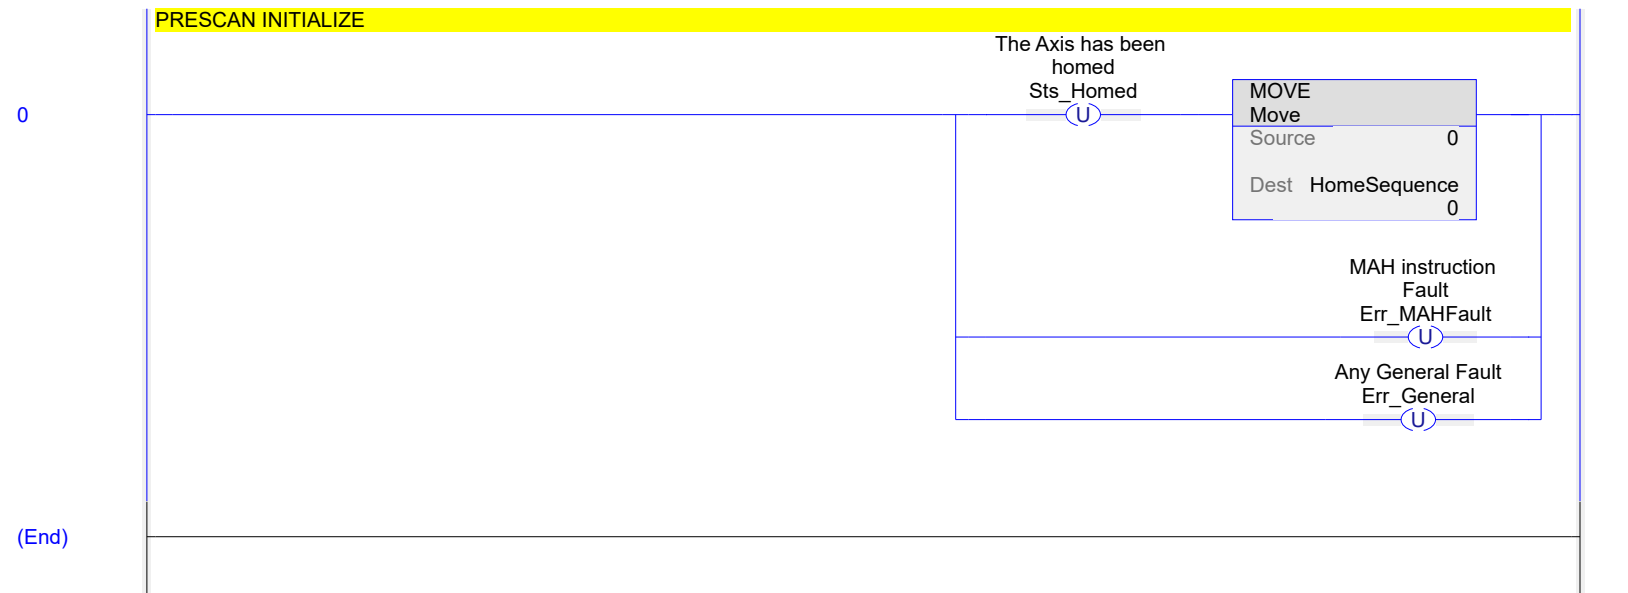 PRESCAN INITIALIZE
The Axis has been
homed
Sts_Homed
0
U
MOVE
Move
Source 0
Dest HomeSequence
0
MAH instruction
Fault
Err_MAHFault
U
Any General Fault
Err_General
U
(End)